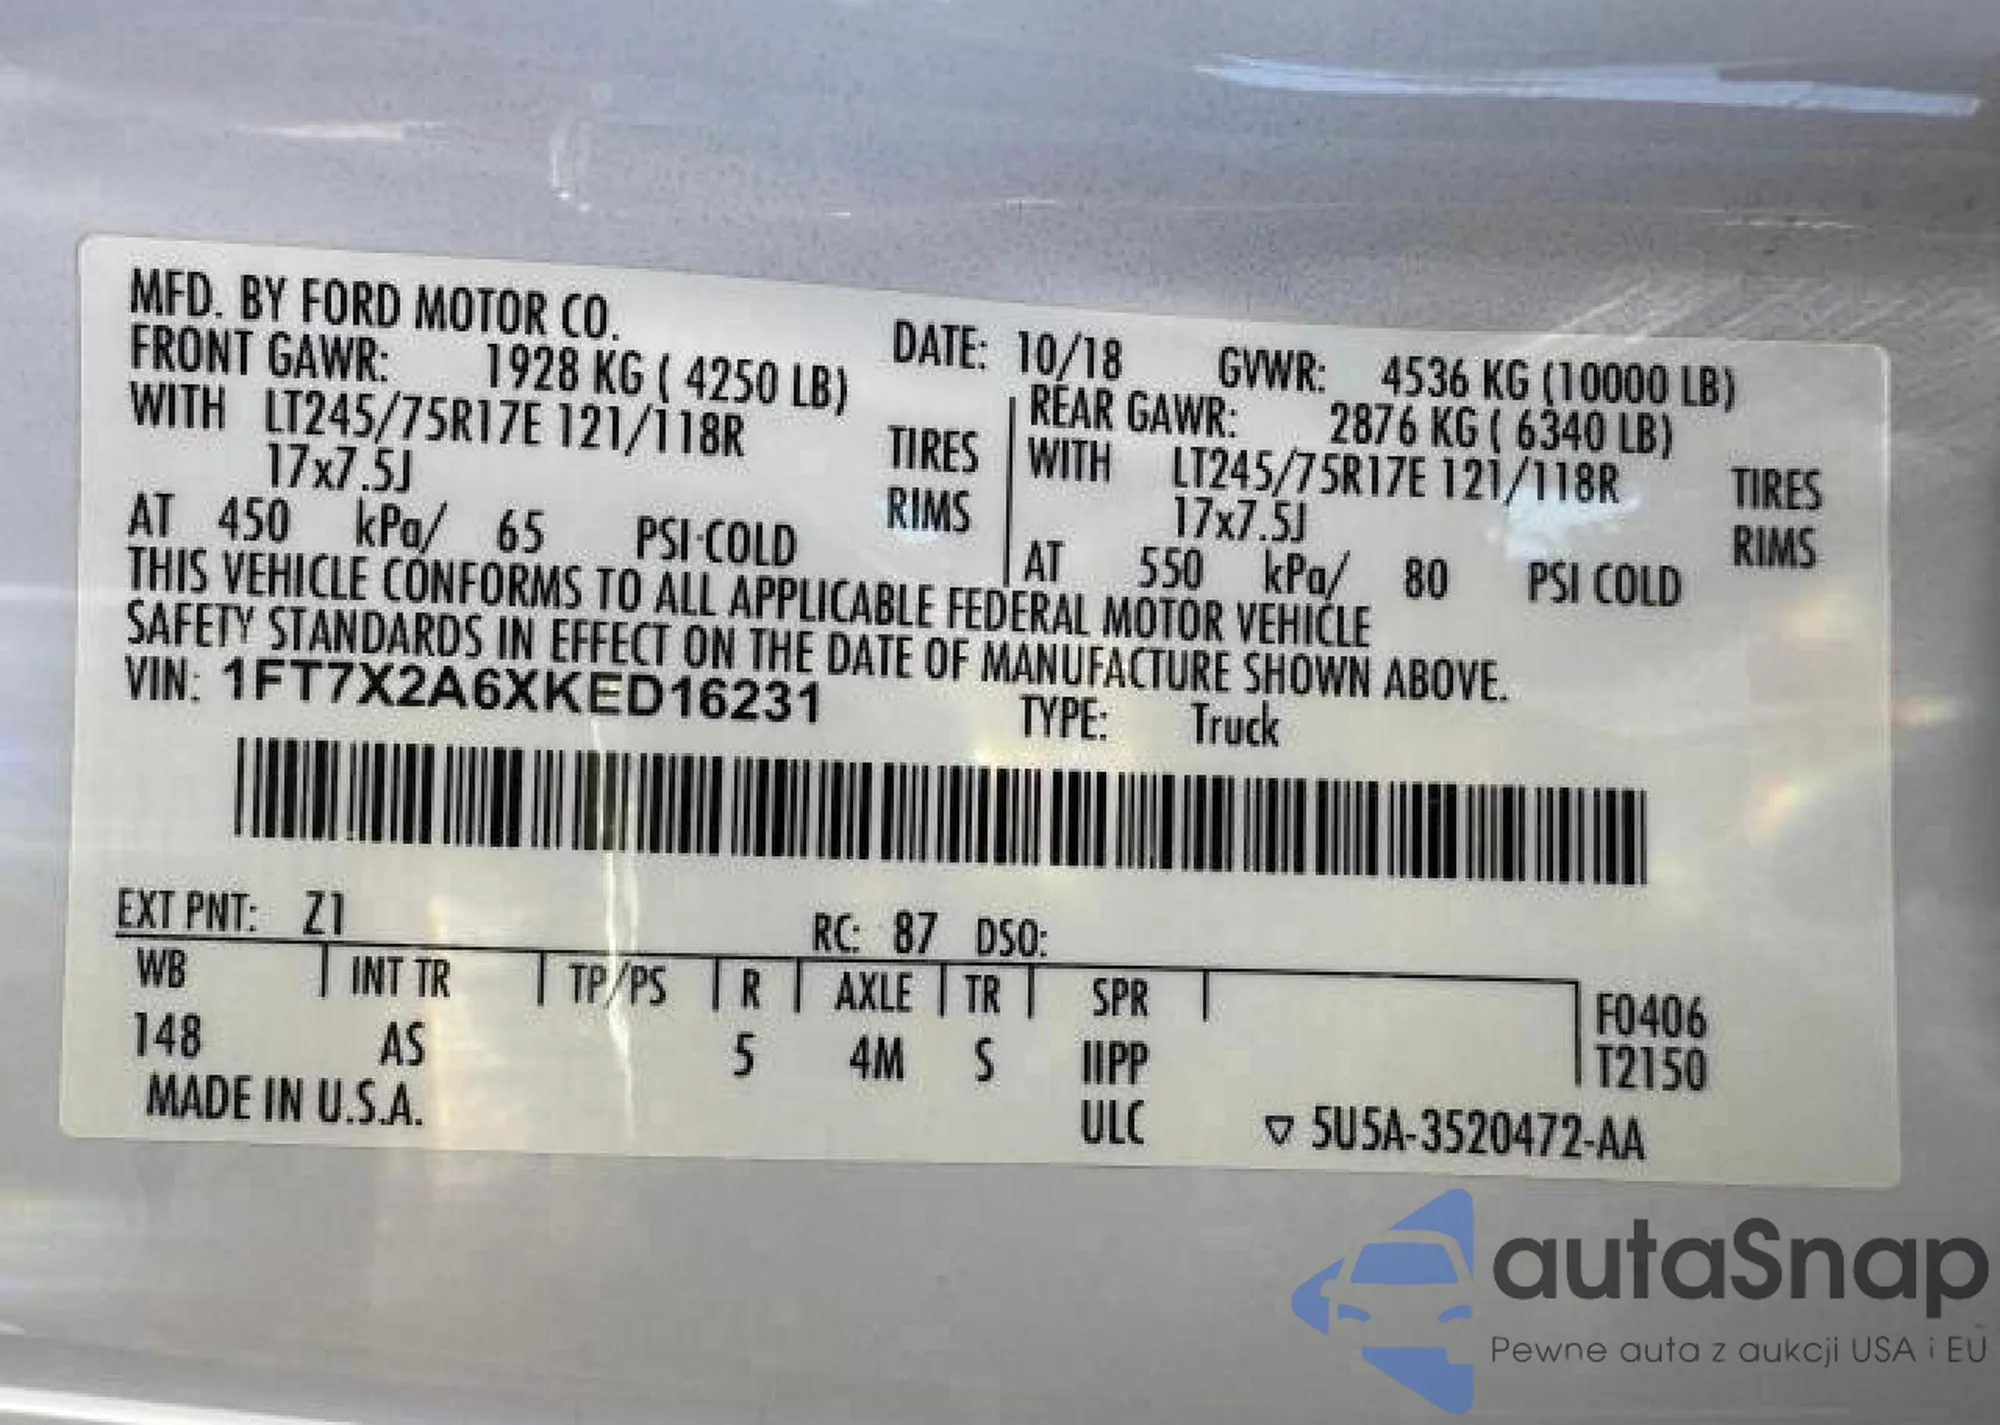 MFD. BY FORD MOTOR CO.
DATE: 10/18 GVWR: 4536 KG (10000 LB)
FRONT GAWR: 1928 KG ( 4250 LB)
WITH LT245/75R17E 121/118R TIRES
17x7.5J RIMS
AT 450 kPa/ 65 PSI COLD
REAR GAWR: 2876 KG ( 6340 LB)
WITH LT245/75R17E 121/118R TIRES
17x7.5J RIMS
AT 550 kPa/ 80 PSI COLD
THIS VEHICLE CONFORMS TO ALL APPLICABLE FEDERAL MOTOR VEHICLE
SAFETY STANDARDS IN EFFECT ON THE DATE OF MANUFACTURE SHOWN ABOVE.
VIN: 1FT7X2A6XKED16231 TYPE: Truck
EXT PNT: Z1 RC: 87 DSO:
WB INT TR TP/PS R AXLE TR SPR F0406
148 AS 5 4M S IIPP T2150
MADE IN U.S.A. ULC ▽ 5U5A-3520472-AA
autaSnap
Pewne auta z aukcji USA i EU